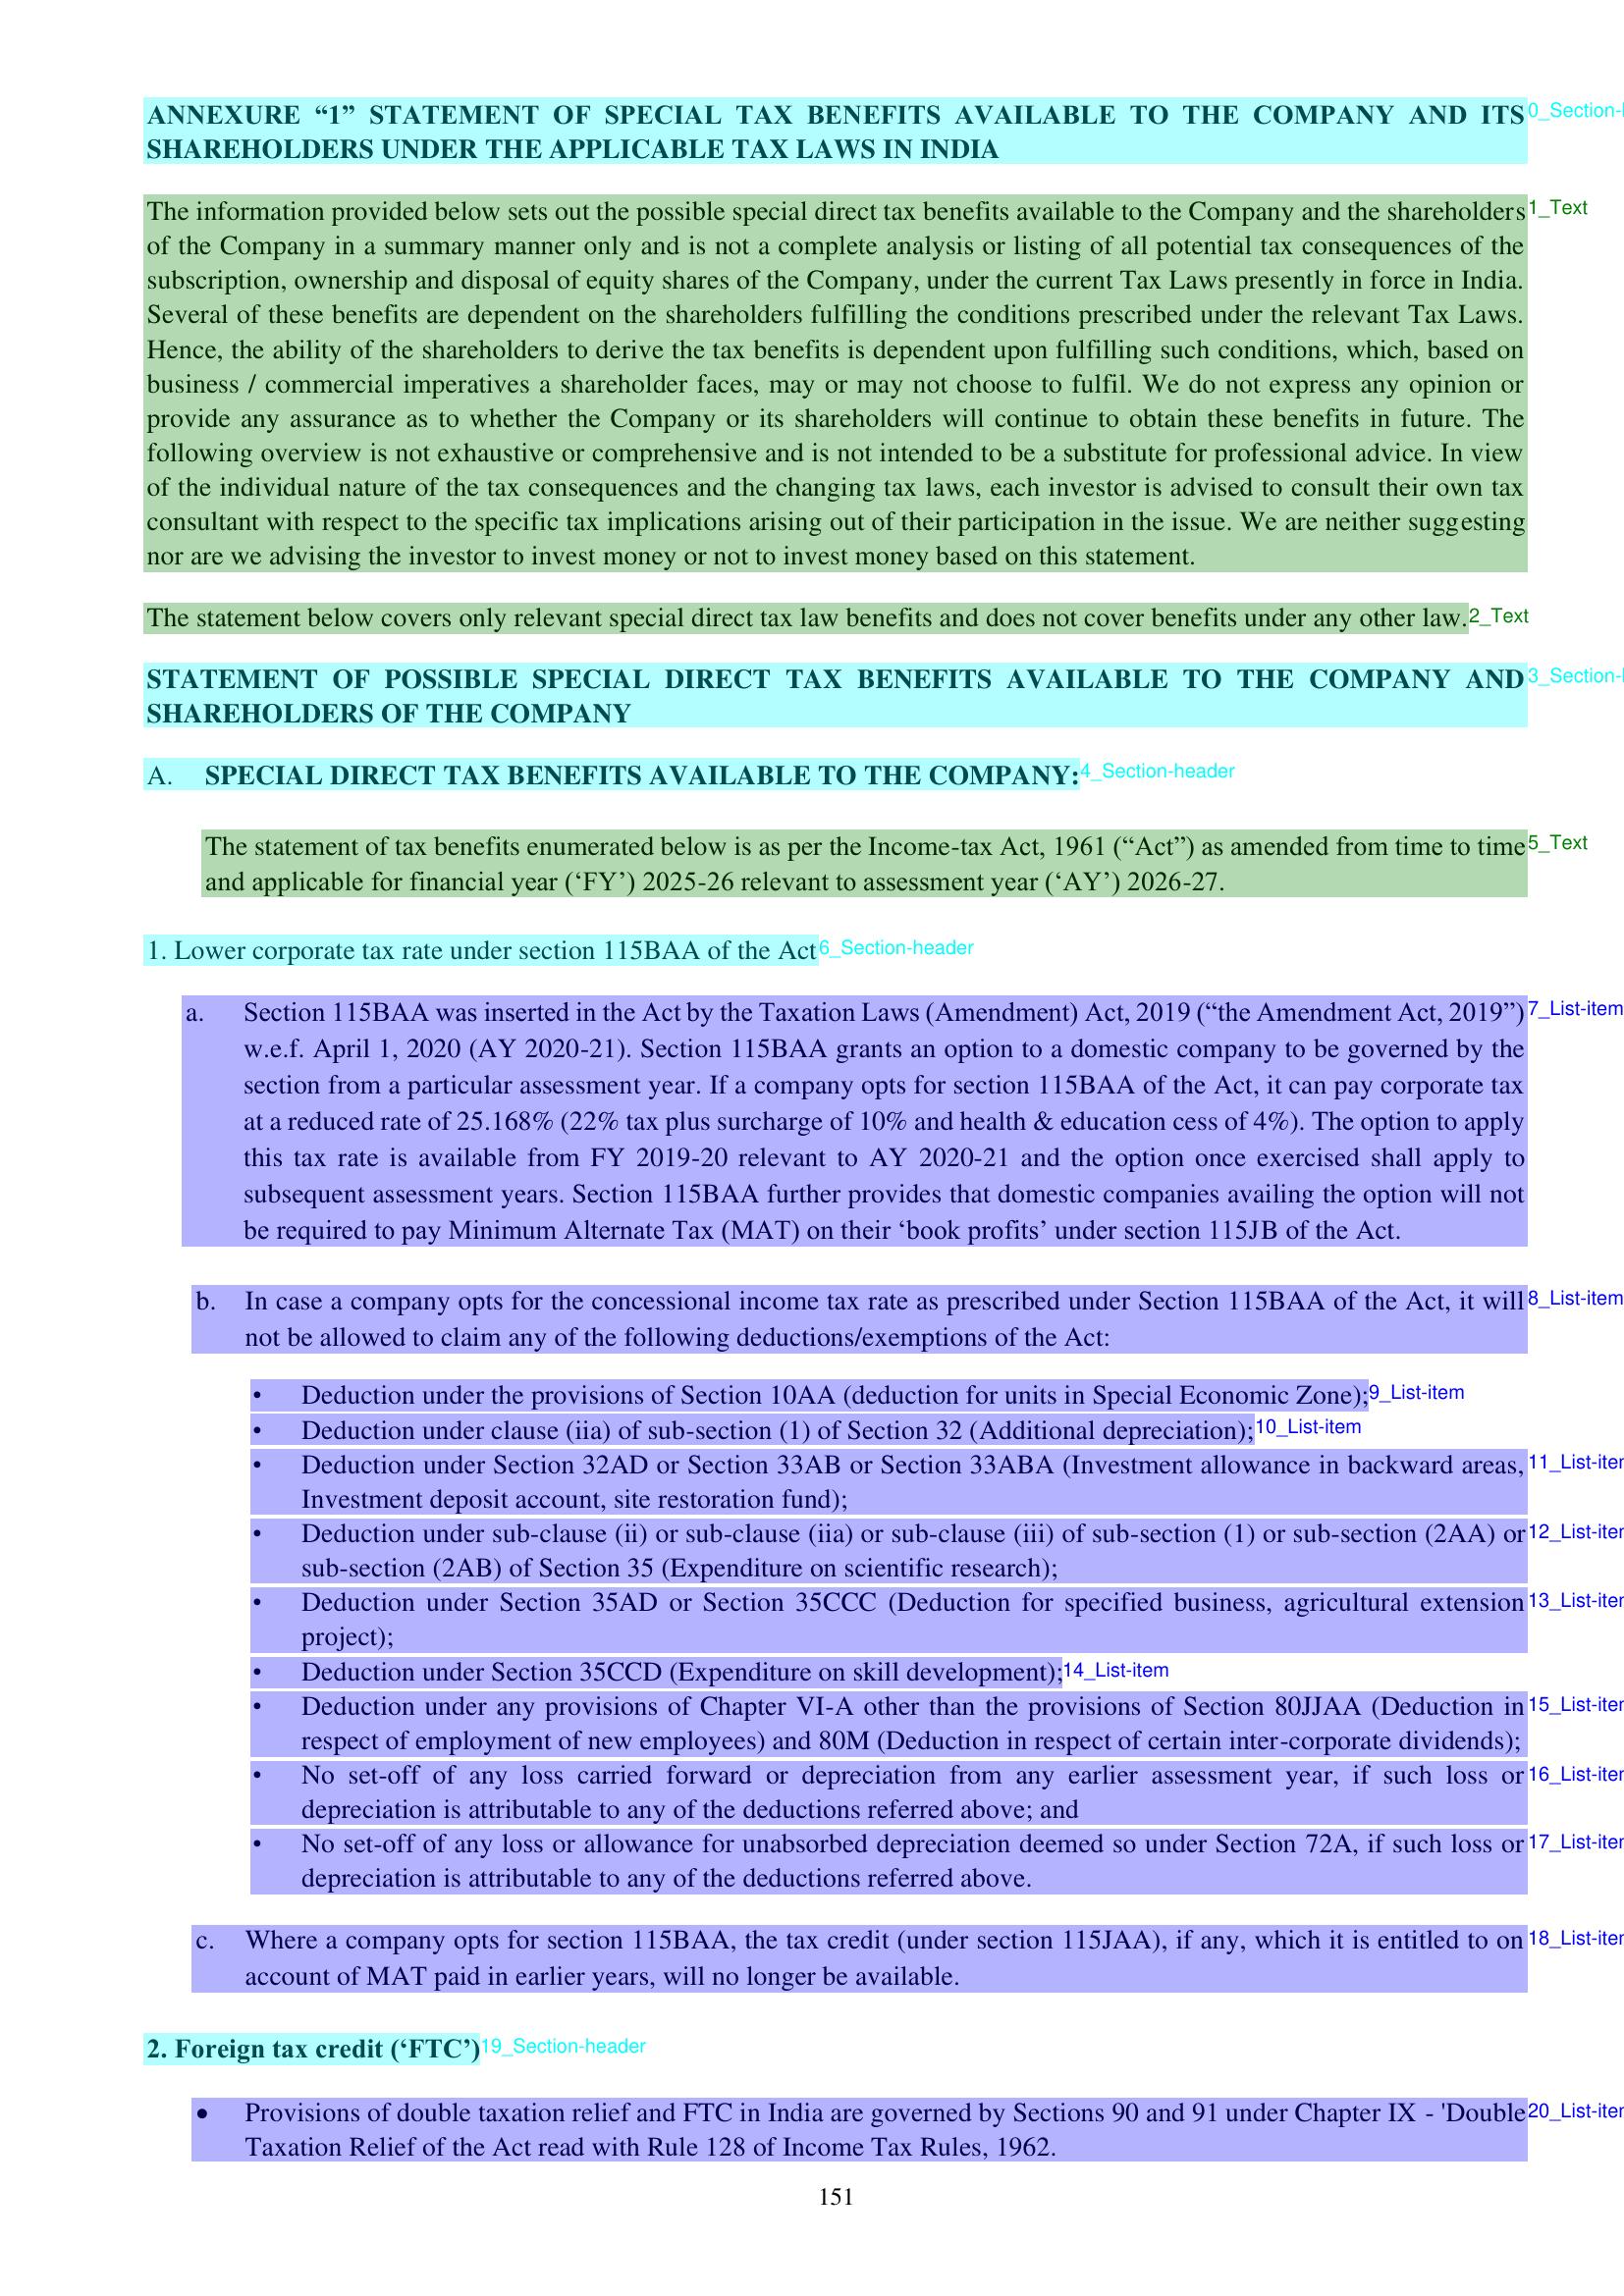 ANNEXURE “1” STATEMENT OF SPECIAL TAX BENEFITS AVAILABLE TO THE COMPANY AND ITS 0_Section-
SHAREHOLDERS UNDER THE APPLICABLE TAX LAWS IN INDIA
The information provided below sets out the possible special direct tax benefits available to the Company and the shareholders 1_Text
of the Company in a summary manner only and is not a complete analysis or listing of all potential tax consequences of the
subscription, ownership and disposal of equity shares of the Company, under the current Tax Laws presently in force in India.
Several of these benefits are dependent on the shareholders fulfilling the conditions prescribed under the relevant Tax Laws.
Hence, the ability of the shareholders to derive the tax benefits is dependent upon fulfilling such conditions, which, based on
business / commercial imperatives a shareholder faces, may or may not choose to fulfil. We do not express any opinion or
provide any assurance as to whether the Company or its shareholders will continue to obtain these benefits in future. The
following overview is not exhaustive or comprehensive and is not intended to be a substitute for professional advice. In view
of the individual nature of the tax consequences and the changing tax laws, each investor is advised to consult their own tax
consultant with respect to the specific tax implications arising out of their participation in the issue. We are neither suggesting
nor are we advising the investor to invest money or not to invest money based on this statement.
The statement below covers only relevant special direct tax law benefits and does not cover benefits under any other law. 2_Text
STATEMENT OF POSSIBLE SPECIAL DIRECT TAX BENEFITS AVAILABLE TO THE COMPANY AND 3_Section-
SHAREHOLDERS OF THE COMPANY
A. SPECIAL DIRECT TAX BENEFITS AVAILABLE TO THE COMPANY: 4_Section-header
The statement of tax benefits enumerated below is as per the Income-tax Act, 1961 (“Act”) as amended from time to time 5_Text
and applicable for financial year (‘FY’) 2025-26 relevant to assessment year (‘AY’) 2026-27.
1. Lower corporate tax rate under section 115BAA of the Act 6_Section-header
a. Section 115BAA was inserted in the Act by the Taxation Laws (Amendment) Act, 2019 (“the Amendment Act, 2019”) 7_List-item
w.e.f. April 1, 2020 (AY 2020-21). Section 115BAA grants an option to a domestic company to be governed by the
section from a particular assessment year. If a company opts for section 115BAA of the Act, it can pay corporate tax
at a reduced rate of 25.168% (22% tax plus surcharge of 10% and health & education cess of 4%). The option to apply
this tax rate is available from FY 2019-20 relevant to AY 2020-21 and the option once exercised shall apply to
subsequent assessment years. Section 115BAA further provides that domestic companies availing the option will not
be required to pay Minimum Alternate Tax (MAT) on their ‘book profits’ under section 115JB of the Act.
b. In case a company opts for the concessional income tax rate as prescribed under Section 115BAA of the Act, it will 8_List-item
not be allowed to claim any of the following deductions/exemptions of the Act:
• Deduction under the provisions of Section 10AA (deduction for units in Special Economic Zone); 9_List-item
• Deduction under clause (iia) of sub-section (1) of Section 32 (Additional depreciation); 10_List-item
• Deduction under Section 32AD or Section 33AB or Section 33ABA (Investment allowance in backward areas, 11_List-iter
Investment deposit account, site restoration fund);
• Deduction under sub-clause (ii) or sub-clause (iia) or sub-clause (iii) of sub-section (1) or sub-section (2AA) or 12_List-iter
sub-section (2AB) of Section 35 (Expenditure on scientific research);
• Deduction under Section 35AD or Section 35CCC (Deduction for specified business, agricultural extension 13_List-iter
project);
• Deduction under Section 35CCD (Expenditure on skill development); 14_List-item
• Deduction under any provisions of Chapter VI-A other than the provisions of Section 80JJAA (Deduction in 15_List-iter
respect of employment of new employees) and 80M (Deduction in respect of certain inter-corporate dividends);
• No set-off of any loss carried forward or depreciation from any earlier assessment year, if such loss or 16_List-iter
depreciation is attributable to any of the deductions referred above; and
• No set-off of any loss or allowance for unabsorbed depreciation deemed so under Section 72A, if such loss or 17_List-iter
depreciation is attributable to any of the deductions referred above.
c. Where a company opts for section 115BAA, the tax credit (under section 115JAA), if any, which it is entitled to on 18_List-iter
account of MAT paid in earlier years, will no longer be available.
2. Foreign tax credit (‘FTC’) 19_Section-header
• Provisions of double taxation relief and FTC in India are governed by Sections 90 and 91 under Chapter IX - 'Double 20_List-iter
Taxation Relief of the Act read with Rule 128 of Income Tax Rules, 1962.
151